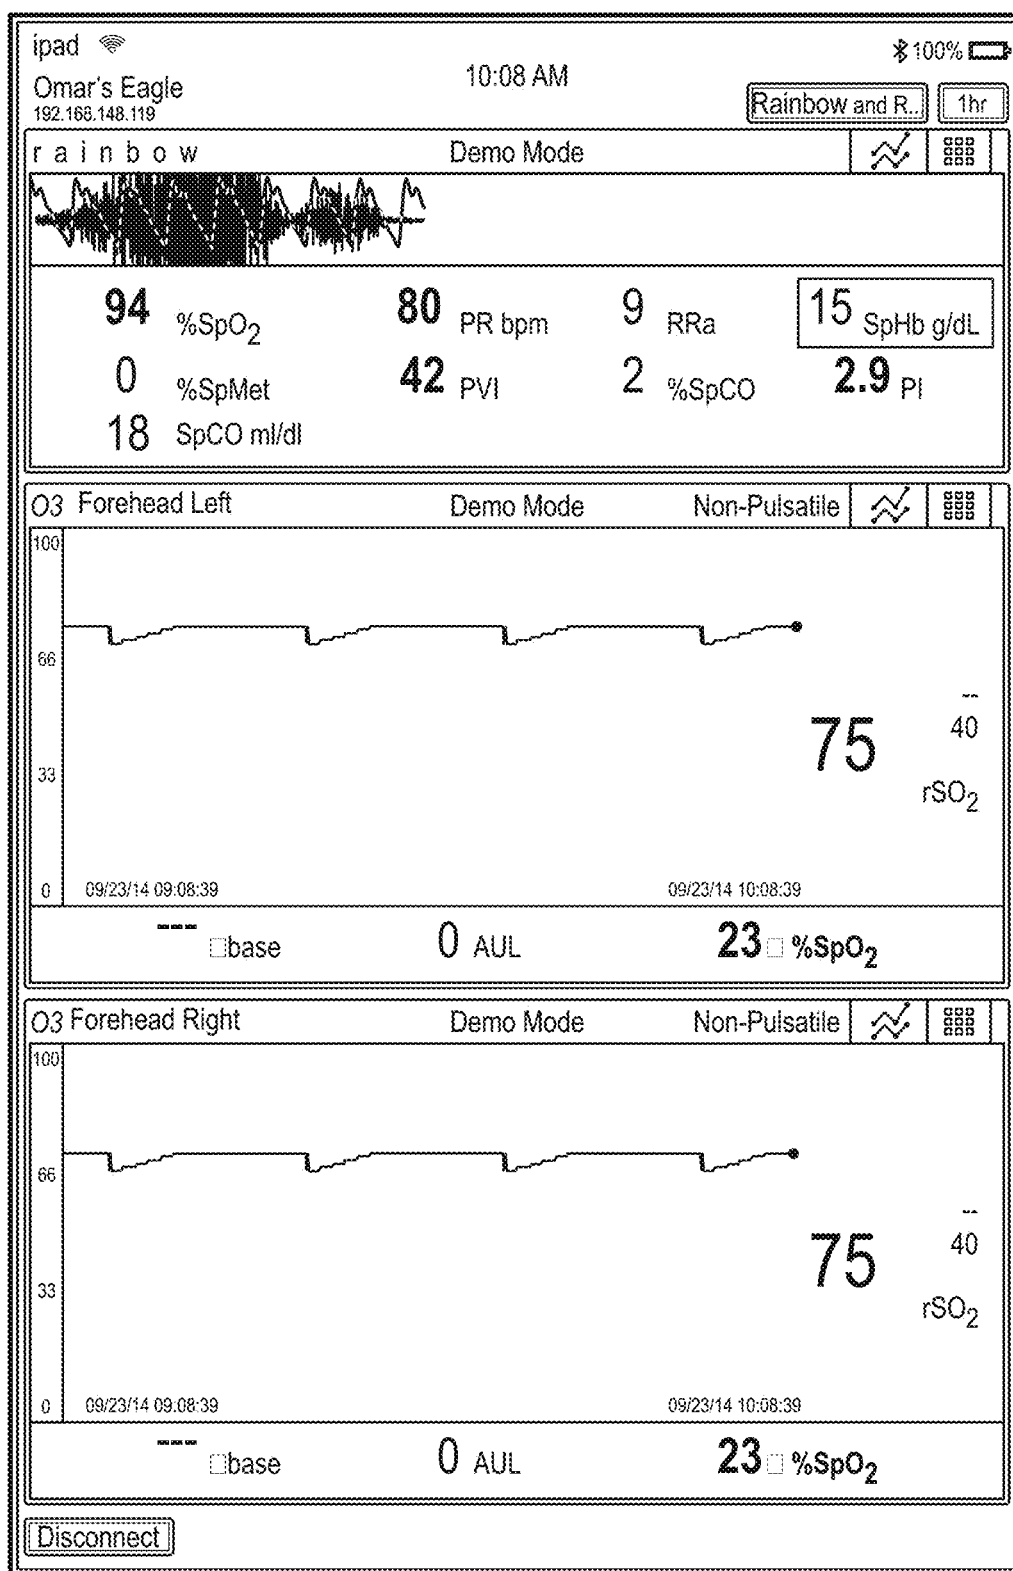 ipad
100%
10:08 AM
Omar's Eagle
192.168.148.119
Rainbow and R..
1hr
rainbow Demo Mode
94 %SpO2 80 PR bpm 9 RRa 15 SpHb g/dL
0 %SpMet 42 PVI 2 %SpCO 2.9 PI
18 SpCO ml/dl
O3 Forehead Left Demo Mode Non-Pulsatile
100
66
--
75 40
33
rSO2
0 09/23/14 09:08:39 09/23/14 10:08:39
--- □base 0 AUL 23□ %SpO2
O3 Forehead Right Demo Mode Non-Pulsatile
100
66
--
75 40
33
rSO2
0 09/23/14 09:08:39 09/23/14 10:08:39
--- □base 0 AUL 23□ %SpO2
Disconnect